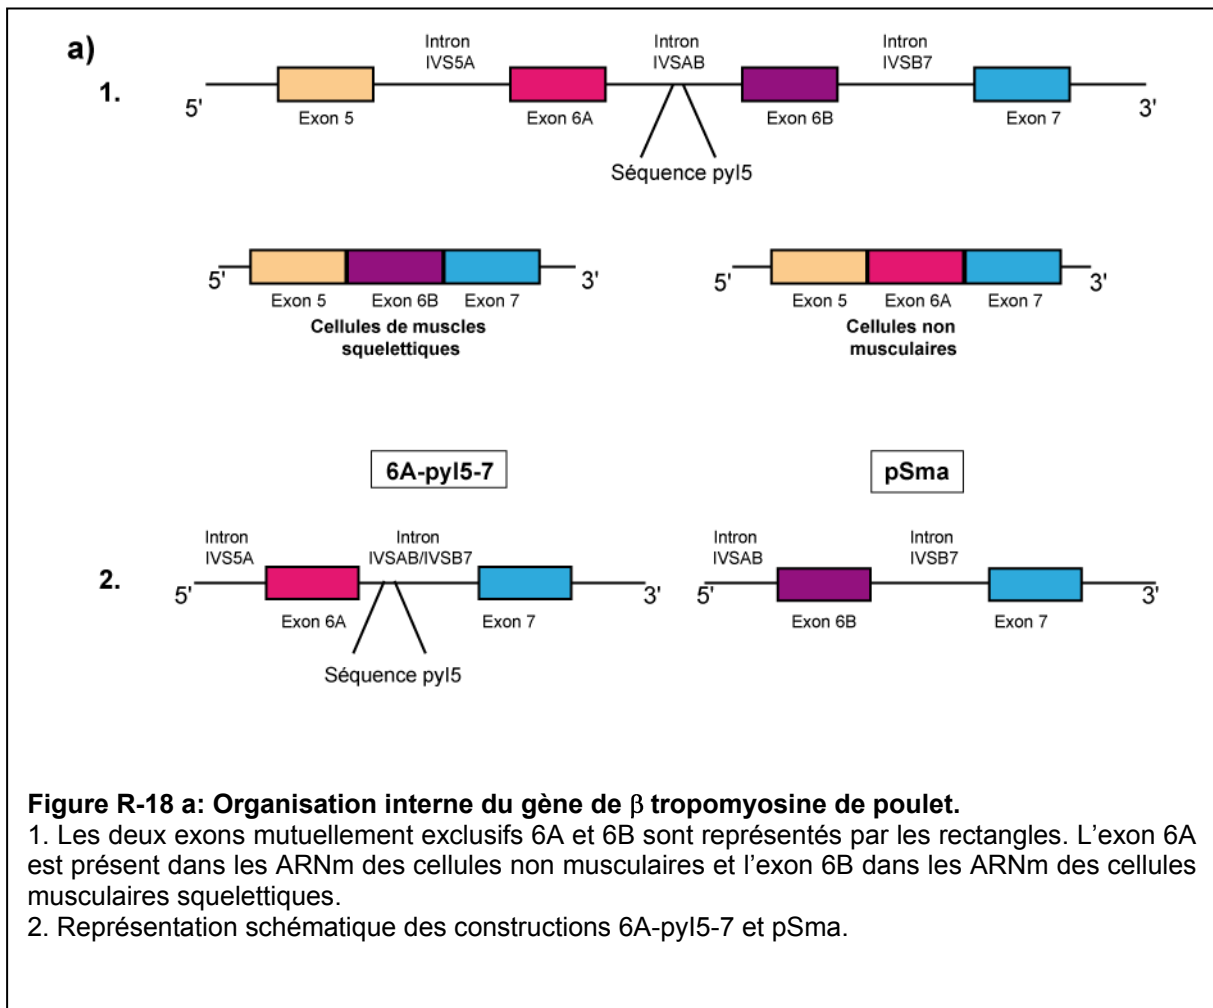 a)
1.
Intron
IVS5A
Intron
IVSAB
Intron
IVSB7
5'
3'
Exon 5
Exon 6A
Exon 6B
Exon 7
Séquence pyI5
5'
3'
Exon 5
Exon 6B
Exon 7
Cellules de muscles
squelettiques
5'
3'
Exon 5
Exon 6A
Exon 7
Cellules non
musculaires
6A-pyI5-7
pSma
2.
Intron
IVS5A
Intron
IVSAB/IVSB7
5'
3'
Exon 6A
Exon 7
Séquence pyI5
Intron
IVSAB
Intron
IVSB7
5'
3'
Exon 6B
Exon 7
Figure R-18 a: Organisation interne du gène de β tropomyosine de poulet.
1. Les deux exons mutuellement exclusifs 6A et 6B sont représentés par les rectangles. L’exon 6A
est présent dans les ARNm des cellules non musculaires et l’exon 6B dans les ARNm des cellules
musculaires squelettiques.
2. Représentation schématique des constructions 6A-pyI5-7 et pSma.